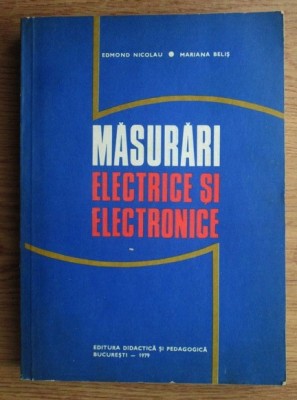 EDMOND NICOLAU • MARIANA BELIȘ
MĂSURĂRI
ELECTRICE ȘI
ELECTRONICE
EDITURA DIDACTICĂ ȘI PEDAGOGICĂ
BUCUREȘTI — 1979